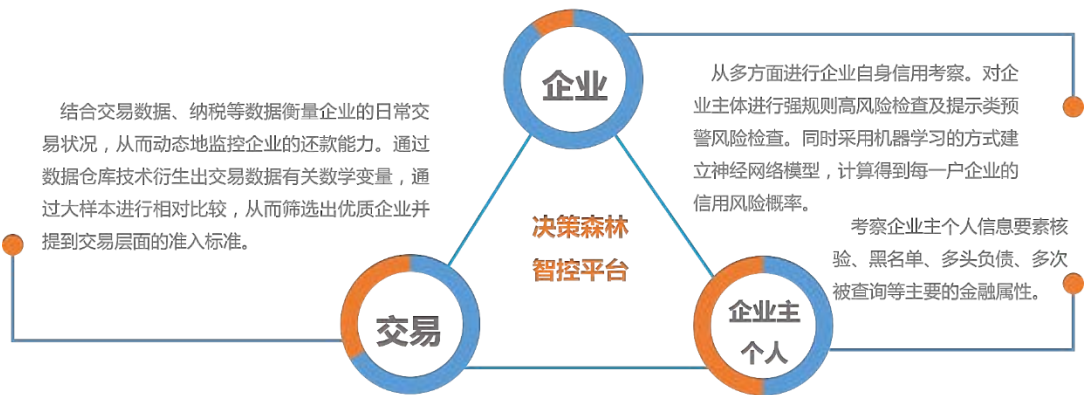 企业
从多方面进行企业自身信用考察。对企
业主体进行强规则高风险检查及提示类预
警风险检查。同时采用机器学习的方式建
立神经网络模型，计算得到每一户企业的
信用风险概率。
结合交易数据、纳税等数据衡量企业的日常交
易状况，从而动态地监控企业的还款能力。通过
数据仓库技术衍生出交易数据有关数学变量，通
过大样本进行相对比较，从而筛选出优质企业并
提到交易层面的准入标准。
决策森林
智控平台
考察企业主个人信息要素核
验、黑名单、多头负债、多次
被查询等主要的金融属性。
交易
企业主
个人